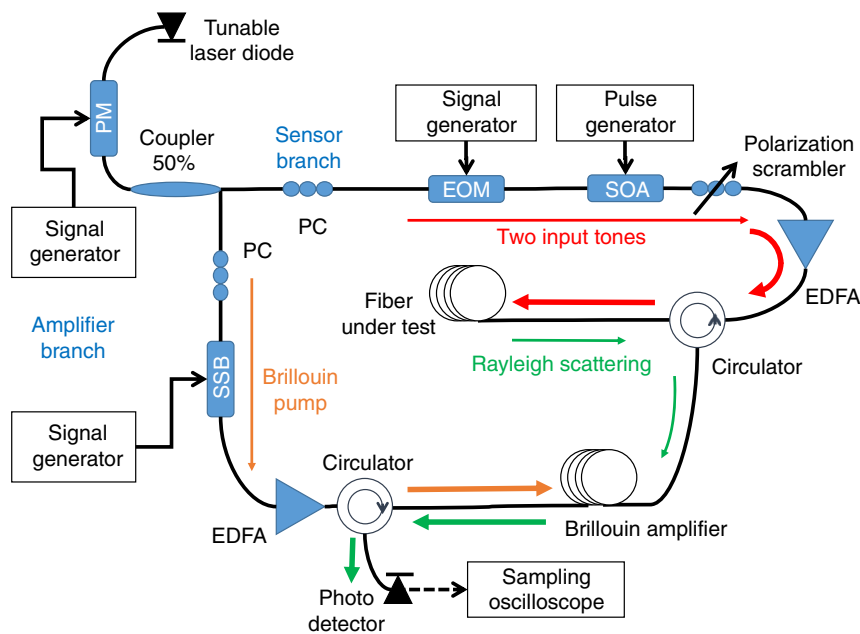 Tunable
laser diode
PM
Coupler
50%
Sensor
branch
PC
Signal
generator
Pulse
generator
EOM
SOA
Polarization
scrambler
Two input tones
EDFA
Signal
generator
PC
Fiber
under test
Rayleigh scattering
Circulator
Amplifier
branch
SSB
Brillouin
pump
Signal
generator
Circulator
EDFA
Brillouin amplifier
Photo
detector
Sampling
oscilloscope